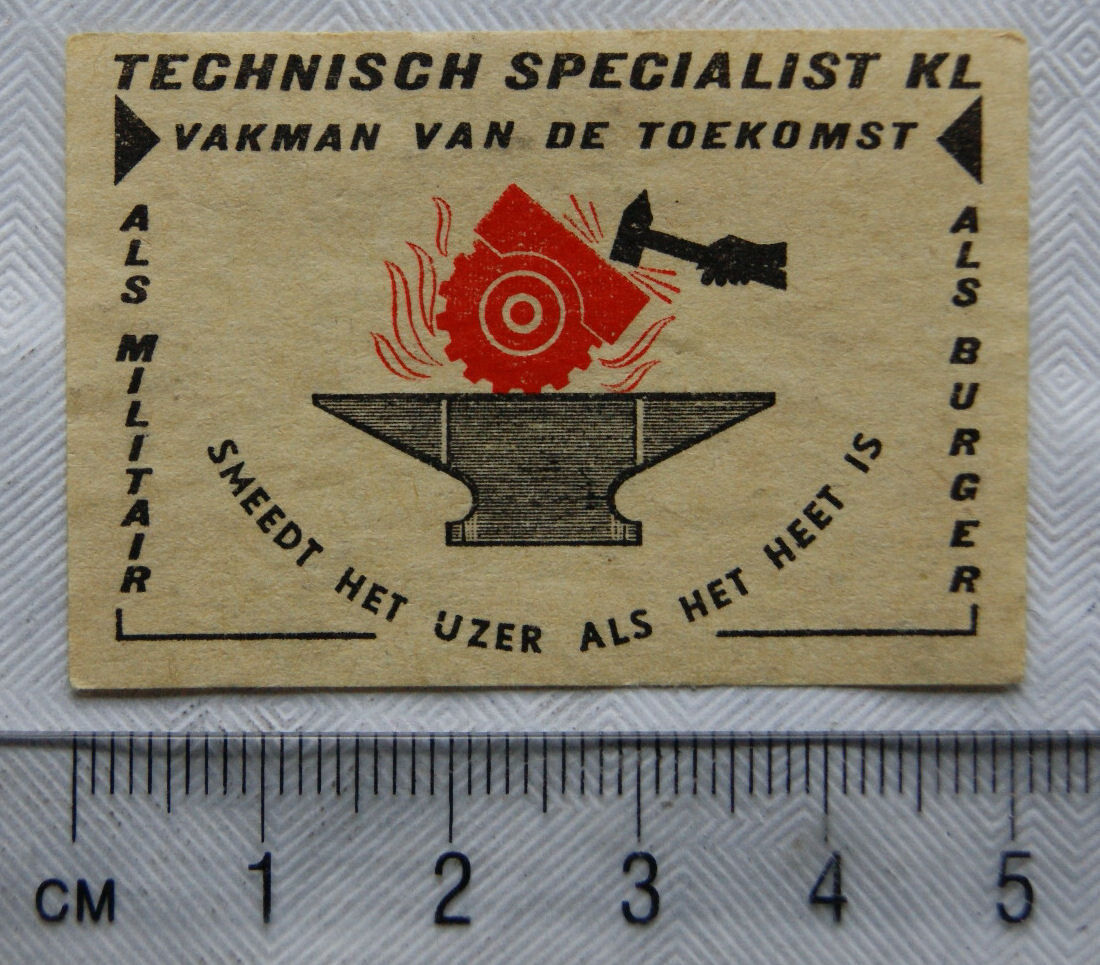 TECHNISCH SPECIALIST KL
VAKMAN VAN DE TOEKOMST
ALS MILITAIR
ALS BURGER
SMEEDT HET IJZER ALS HET HEET IS
CM 1 2 3 4 5